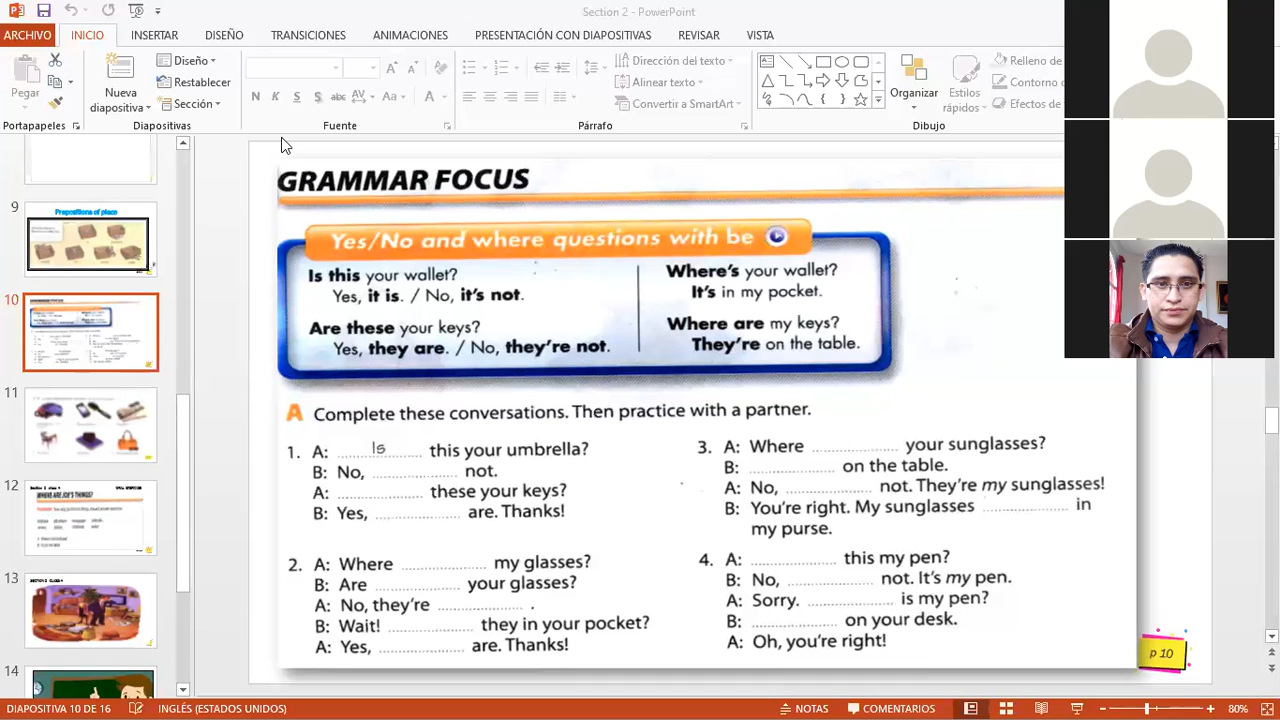 Section 2 - PowerPoint
ARCHIVO INICIO INSERTAR DISEÑO TRANSICIONES ANIMACIONES PRESENTACIÓN CON DIAPOSITIVAS REVISAR VISTA
Pegar
Nueva diapositiva
Diseño
Restablecer
Sección
N K S S abc AV Aa A
Dirección del texto
Alinear texto
Convertir a SmartArt
Organizar
Estilos rápidos
Relleno de
Contorno
Efectos de
Portapapeles Diapositivas Fuente Párrafo Dibujo
9
Prepositions of place
10
11
12
WHERE ARE JOE'S THINGS?
13
14
GRAMMAR FOCUS
Yes/No and where questions with be
Is this your wallet?
Yes, it is. / No, it's not.
Are these your keys?
Yes, they are. / No, they're not.
Where's your wallet?
It's in my pocket.
Where are my keys?
They're on the table.
A Complete these conversations. Then practice with a partner.
1. A: Is this your umbrella?
B: No, ............ not.
A: ............ these your keys?
B: Yes, ............ are. Thanks!
2. A: Where ............ my glasses?
B: Are ............ your glasses?
A: No, they're ............ .
B: Wait! ............ they in your pocket?
A: Yes, ............ are. Thanks!
3. A: Where ............ your sunglasses?
B: ............ on the table.
A: No, ............ not. They're my sunglasses!
B: You're right. My sunglasses ............ in
my purse.
4. A: ............ this my pen?
B: No, ............ not. It's my pen.
A: Sorry. ............ is my pen?
B: ............ on your desk.
A: Oh, you're right!
p 10
DIAPOSITIVA 10 DE 16 INGLÉS (ESTADOS UNIDOS) NOTAS COMENTARIOS 80%